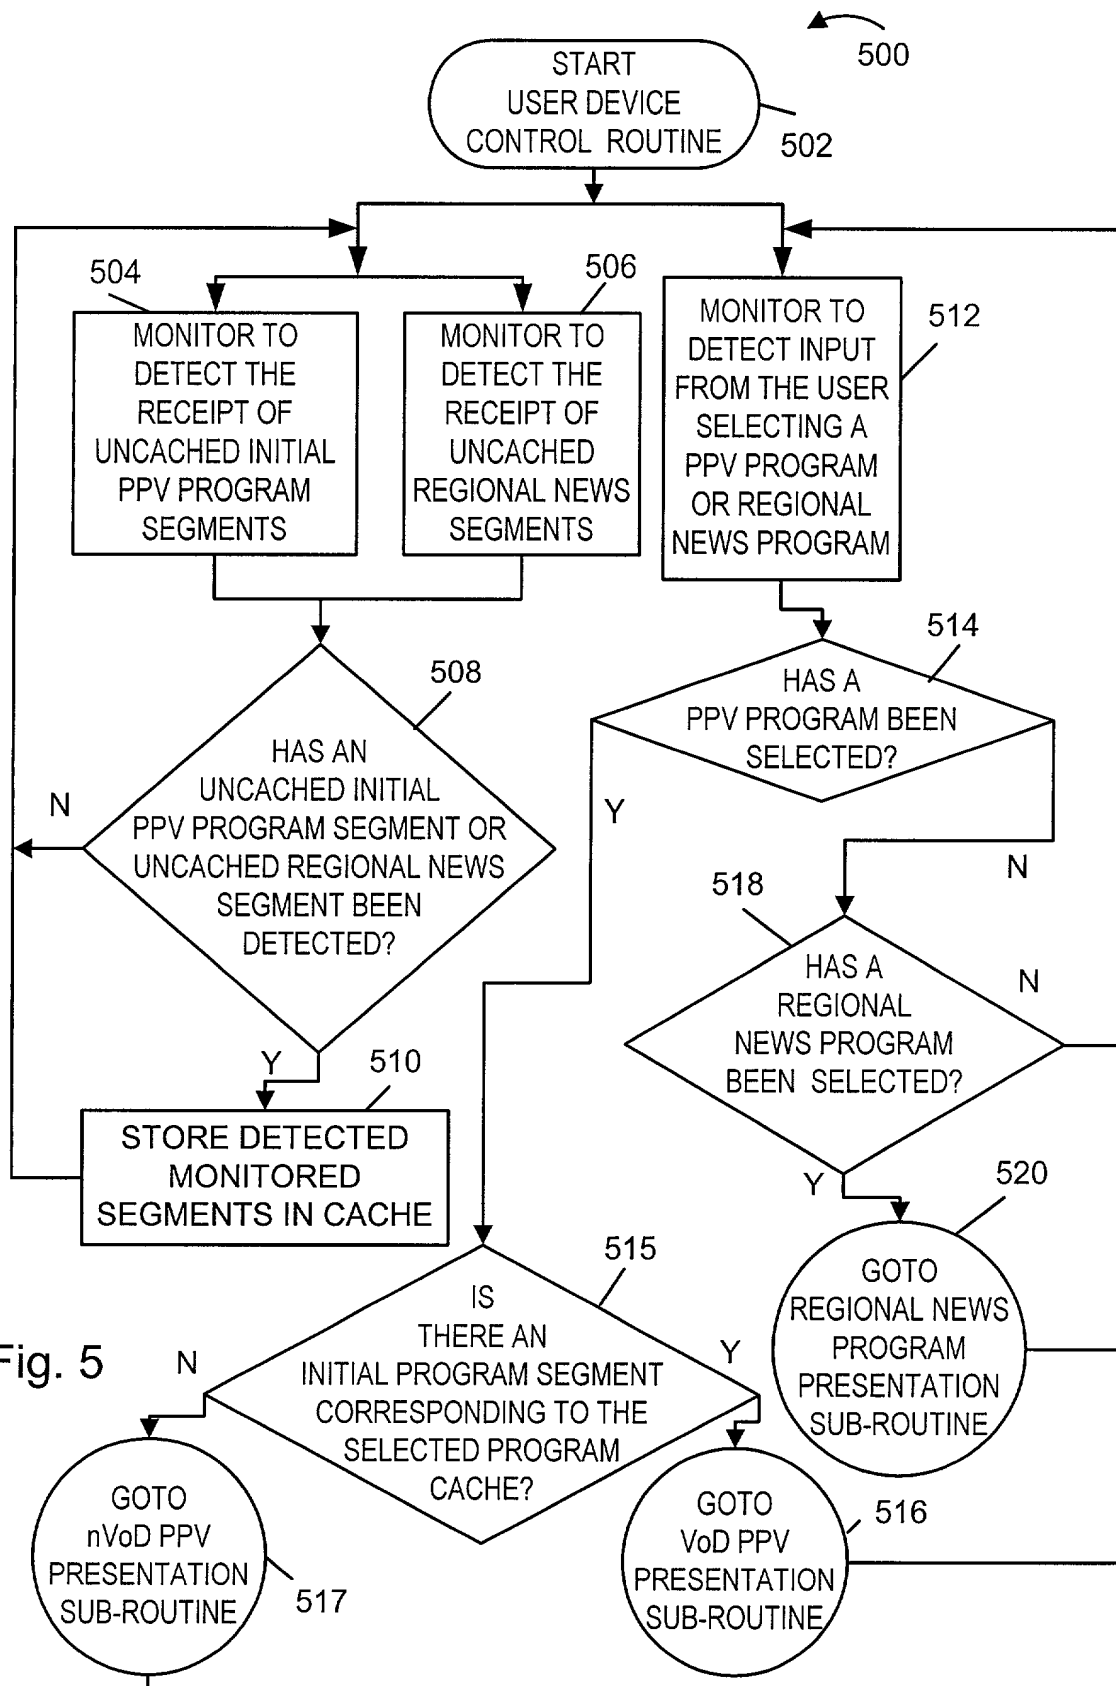 500
START
USER DEVICE
CONTROL ROUTINE
502
504
MONITOR TO
DETECT THE
RECEIPT OF
UNCACHED INITIAL
PPV PROGRAM
SEGMENTS
506
MONITOR TO
DETECT THE
RECEIPT OF
UNCACHED
REGIONAL NEWS
SEGMENTS
512
MONITOR TO
DETECT INPUT
FROM THE USER
SELECTING A
PPV PROGRAM
OR REGIONAL
NEWS PROGRAM
508
HAS AN
UNCACHED INITIAL
PPV PROGRAM SEGMENT OR
UNCACHED REGIONAL NEWS
SEGMENT BEEN
DETECTED?
N
Y
514
HAS A
PPV PROGRAM BEEN
SELECTED?
Y
N
518
HAS A
REGIONAL
NEWS PROGRAM
BEEN SELECTED?
N
Y
510
STORE DETECTED
MONITORED
SEGMENTS IN CACHE
520
GOTO
REGIONAL NEWS
PROGRAM
PRESENTATION
SUB-ROUTINE
515
IS
THERE AN
INITIAL PROGRAM SEGMENT
CORRESPONDING TO THE
SELECTED PROGRAM
CACHE?
N
Y
Fig. 5
GOTO
nVoD PPV
PRESENTATION
SUB-ROUTINE
517
GOTO
VoD PPV
PRESENTATION
SUB-ROUTINE
516